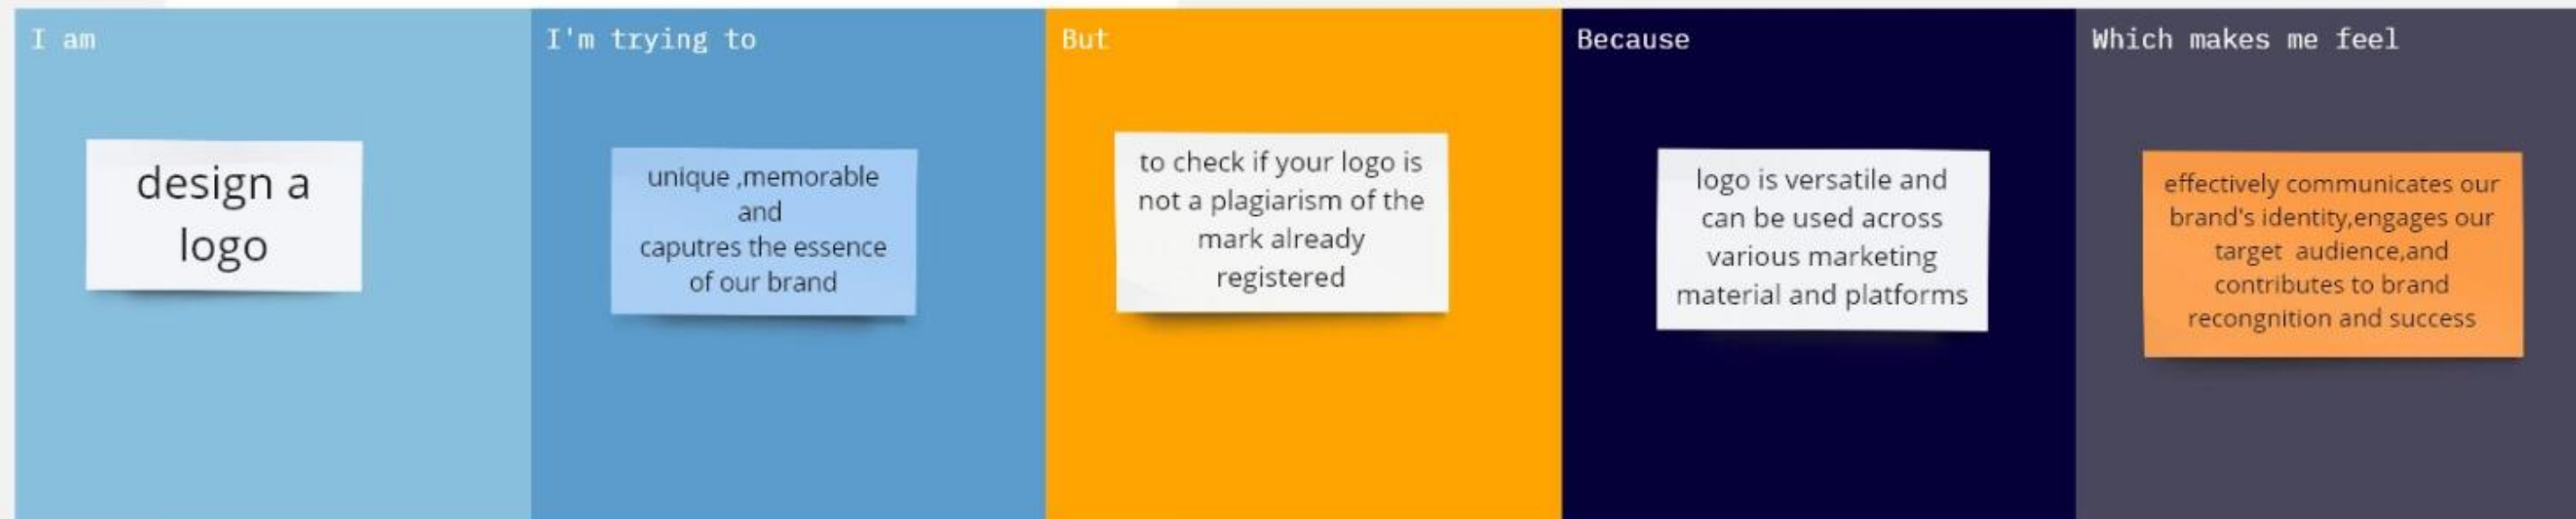 I am
design a
logo
I'm trying to
unique ,memorable
and
caputres the essence
of our brand
But
to check if your logo is
not a plagiarism of the
mark already
registered
Because
logo is versatile and
can be used across
various marketing
material and platforms
Which makes me feel
effectively communicates our
brand's identity,engages our
target  audience,and
contributes to brand
recongnition and success